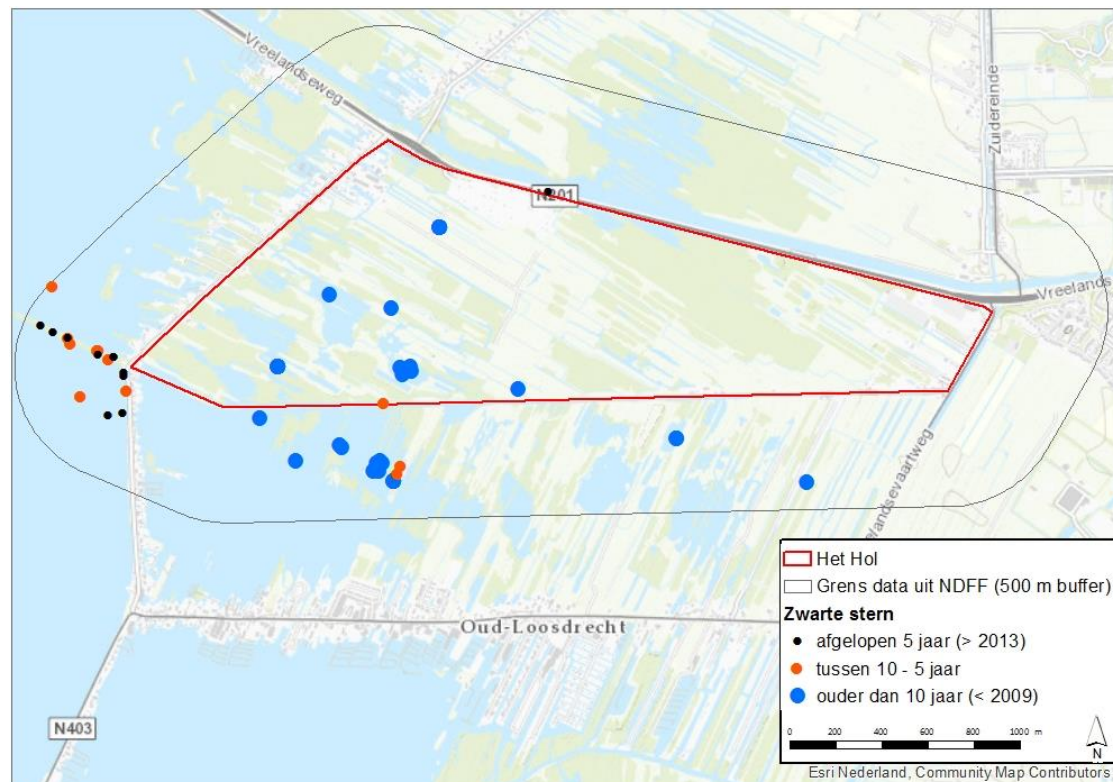 Vreelandseweg
Zuidereinde
N201
Vreelands
elandsevaartweg
Oud-Loosdrecht
N403
Het Hol
Grens data uit NDFF (500 m buffer)
Zwarte stern
afgelopen 5 jaar (> 2013)
tussen 10 - 5 jaar
ouder dan 10 jaar (< 2009)
0 200 400 600 800 1000 m
N
Esri Nederland, Community Map Contributors